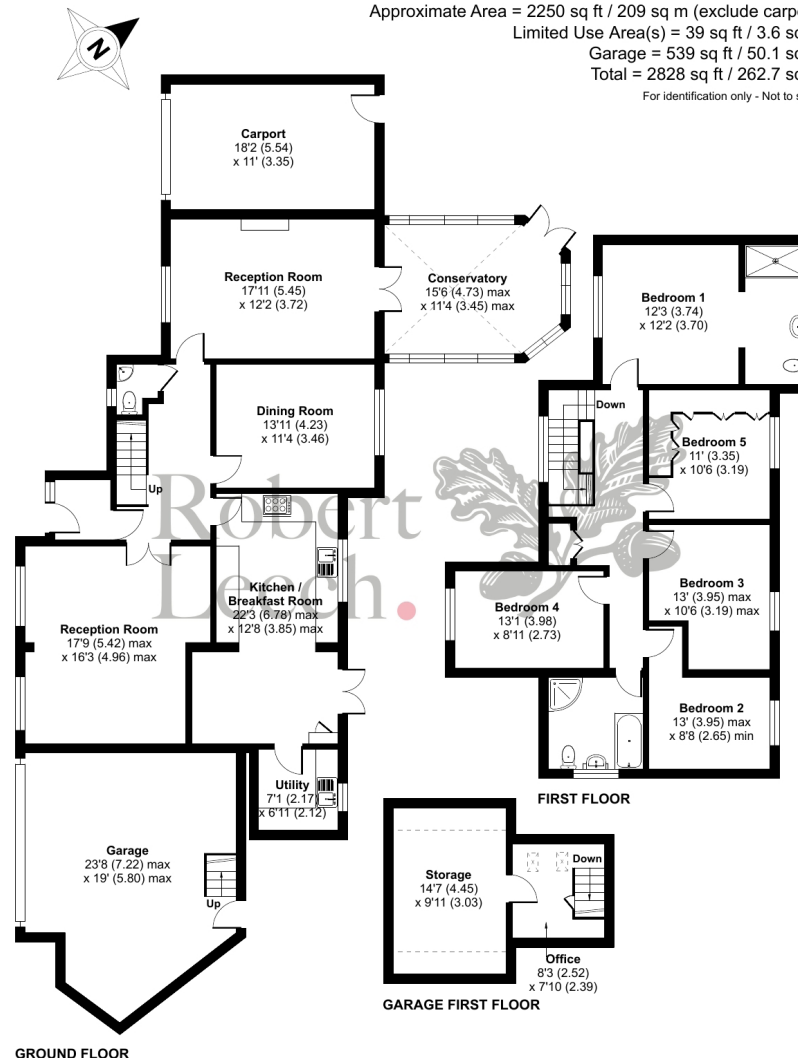 Approximate Area = 2250 sq ft / 209 sq m (exclude carpo
Limited Use Area(s) = 39 sq ft / 3.6 sq
Garage = 539 sq ft / 50.1 sq
Total = 2828 sq ft / 262.7 sq
For identification only - Not to s
N
Carport
18'2 (5.54)
x 11' (3.35)
Reception Room
17'11 (5.45)
x 12'2 (3.72)
Conservatory
15'6 (4.73) max
x 11'4 (3.45) max
Bedroom 1
12'3 (3.74)
x 12'2 (3.70)
Dining Room
13'11 (4.23)
x 11'4 (3.46)
Down
Bedroom 5
11' (3.35)
x 10'6 (3.19)
Up
Robert
Leech.
Kitchen /
Breakfast Room
22'3 (6.78) max
x 12'8 (3.85) max
Bedroom 3
13' (3.95) max
x 10'6 (3.19) max
Bedroom 4
13'1 (3.98)
x 8'11 (2.73)
Reception Room
17'9 (5.42) max
x 16'3 (4.96) max
Bedroom 2
13' (3.95) max
x 8'8 (2.65) min
Utility
7'1 (2.17)
x 6'11 (2.12)
FIRST FLOOR
Garage
23'8 (7.22) max
x 19' (5.80) max
Up
Storage
14'7 (4.45)
x 9'11 (3.03)
Down
Office
8'3 (2.52)
x 7'10 (2.39)
GARAGE FIRST FLOOR
GROUND FLOOR